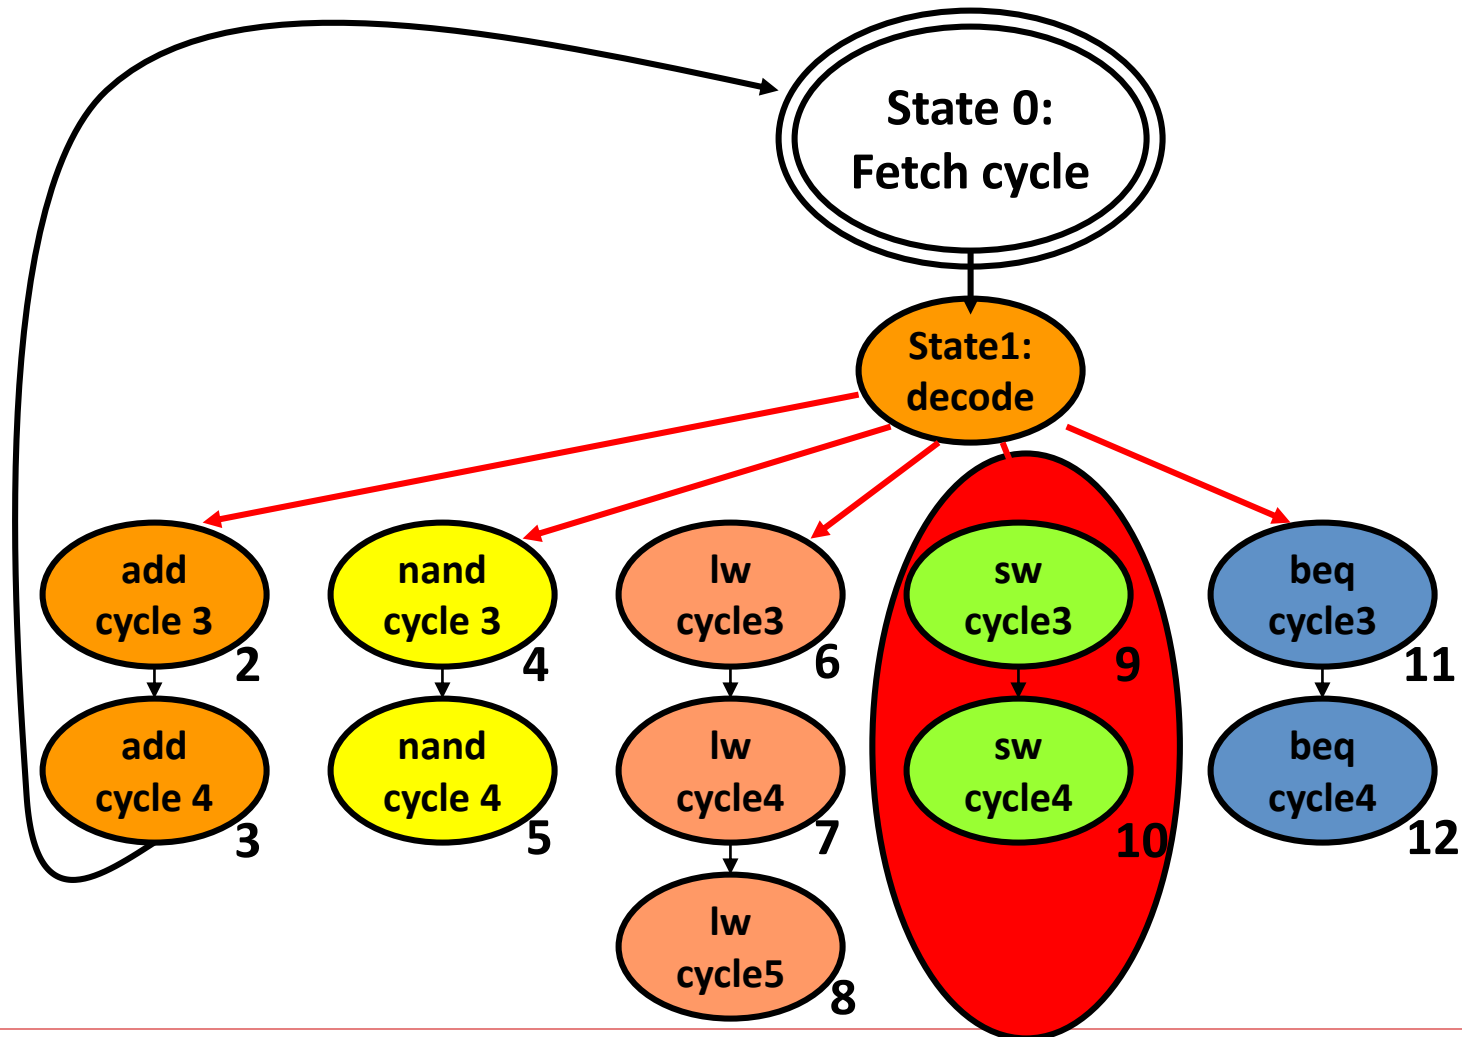 State 0:
Fetch cycle
State1:
decode
add
cycle 3
2
nand
cycle 3
4
lw
cycle3
6
sw
cycle3
9
beq
cycle3
11
add
cycle 4
3
nand
cycle 4
5
lw
cycle4
7
sw
cycle4
10
beq
cycle4
12
lw
cycle5
8